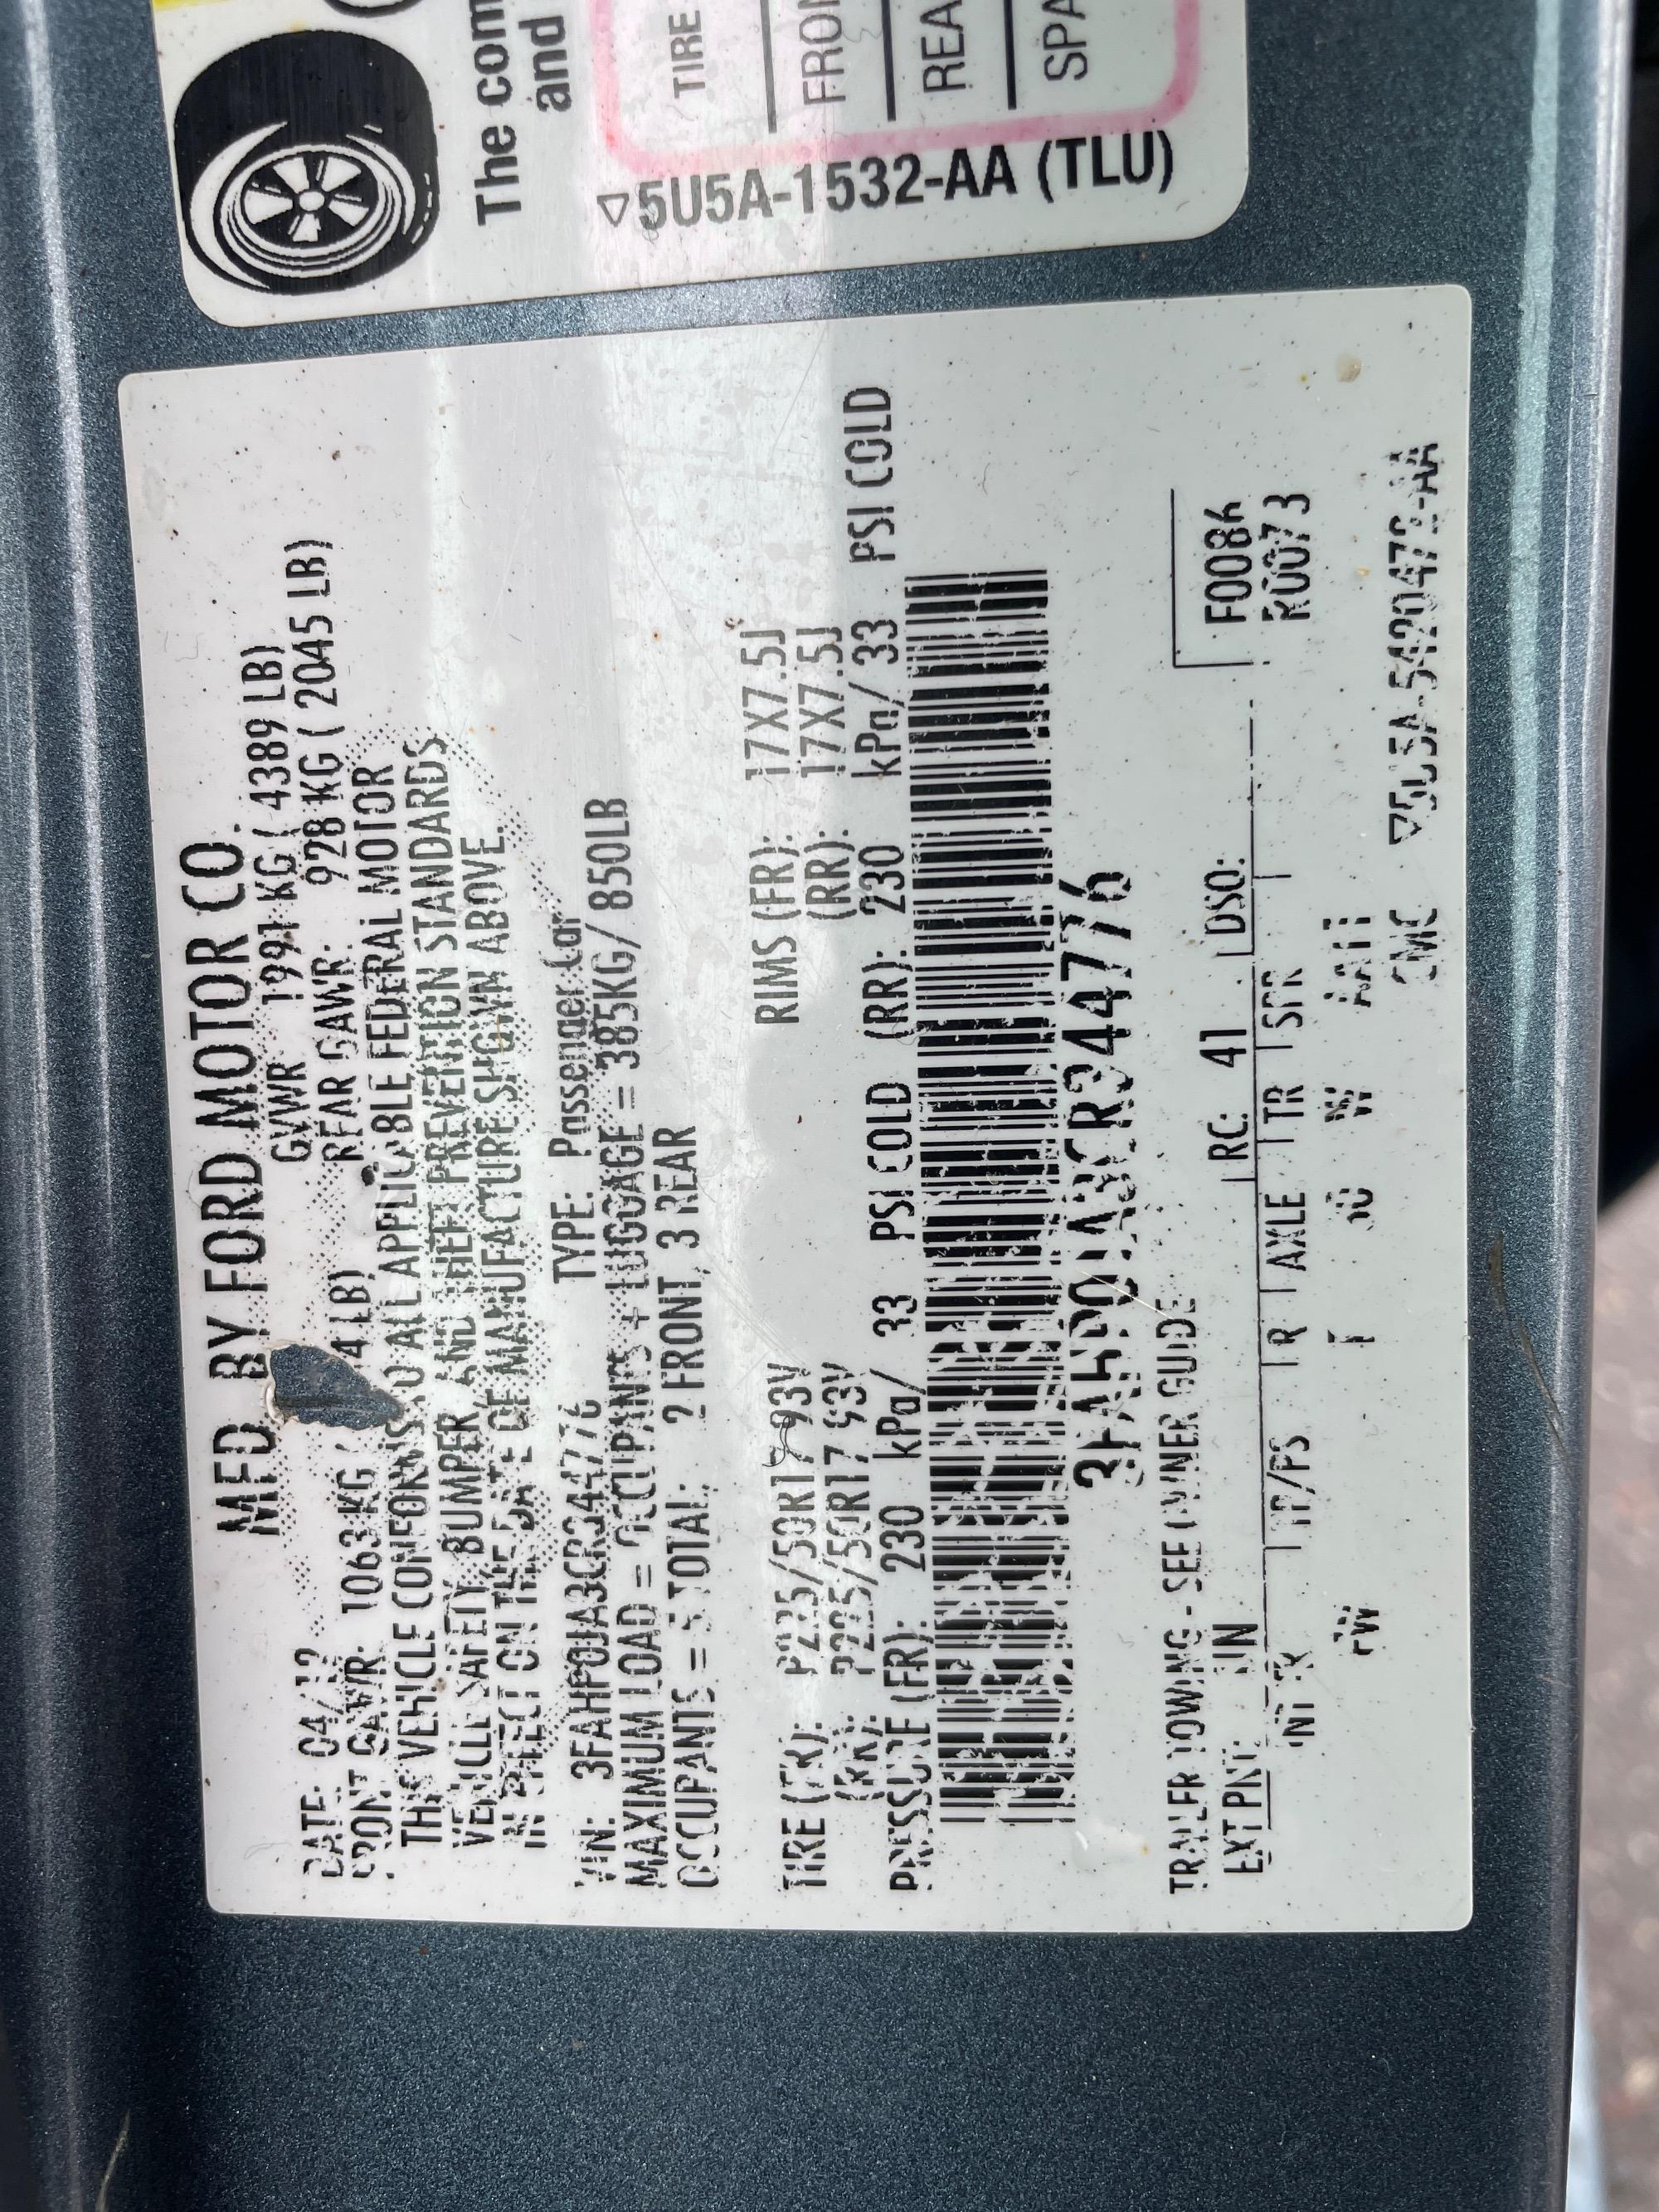 MFD BY FORD MOTOR CO.
DATE: 04/12 GVWR: 1991 KG ( 4389 LB)
FRONT GAWR: 1063 KG ( 4 LB) REAR GAWR: 928 KG ( 2045 LB)
THIS VEHICLE CONFORMS TO ALL APPLICABLE FEDERAL MOTOR
VEHICLE SAFETY, BUMPER, AND THEFT PREVENTION STANDARDS
IN EFFECT ON THE DATE OF MANUFACTURE SHOWN ABOVE.
VIN: 3FAHP0JA3CR344776 TYPE: Passenger Car
MAXIMUM LOAD = OCCUPANTS + LUGGAGE = 385KG/ 850LB
OCCUPANTS = 5 TOTAL: 2 FRONT, 3 REAR
TIRE (FR): P225/50R17 93V RIMS (FR): 17X7.5J
(RR): P225/50R17 93V (RR): 17X7.5J
PRESSURE (FR): 230 kPa/ 33 PSI COLD (RR): 230 kPa/ 33 PSI COLD
3FAHP0JA3CR344776
TRAILER TOWING - SEE OWNER GUIDE
EXT PNT: RC: 41 DSO: F0086
INT TR TP/PS R AXLE TR SPR R0073
▽5U5A-5420472-AA
The com
and
TIRE
FRON
REA
SPA
▽5U5A-1532-AA (TLU)